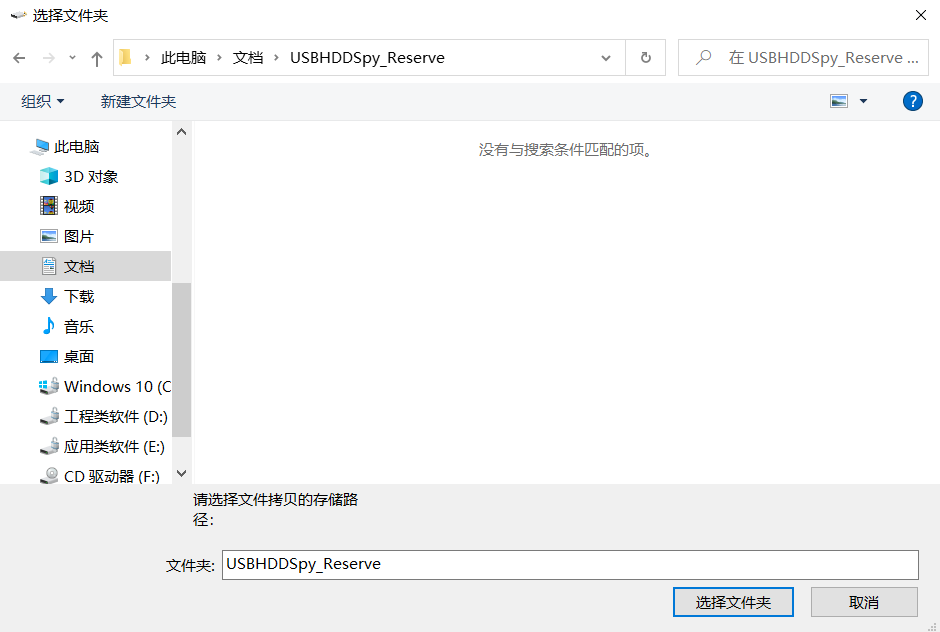 选择文件夹
此电脑 文档 USBHDDSpy_Reserve
在 USBHDDSpy_Reserve ...
组织 新建文件夹
?
此电脑
3D 对象
视频
图片
文档
下载
音乐
桌面
Windows 10 (C
工程类软件 (D:)
应用类软件 (E:)
CD 驱动器 (F:)
没有与搜索条件匹配的项。
请选择文件拷贝的存储路
径:
文件夹: USBHDDSpy_Reserve
选择文件夹 取消